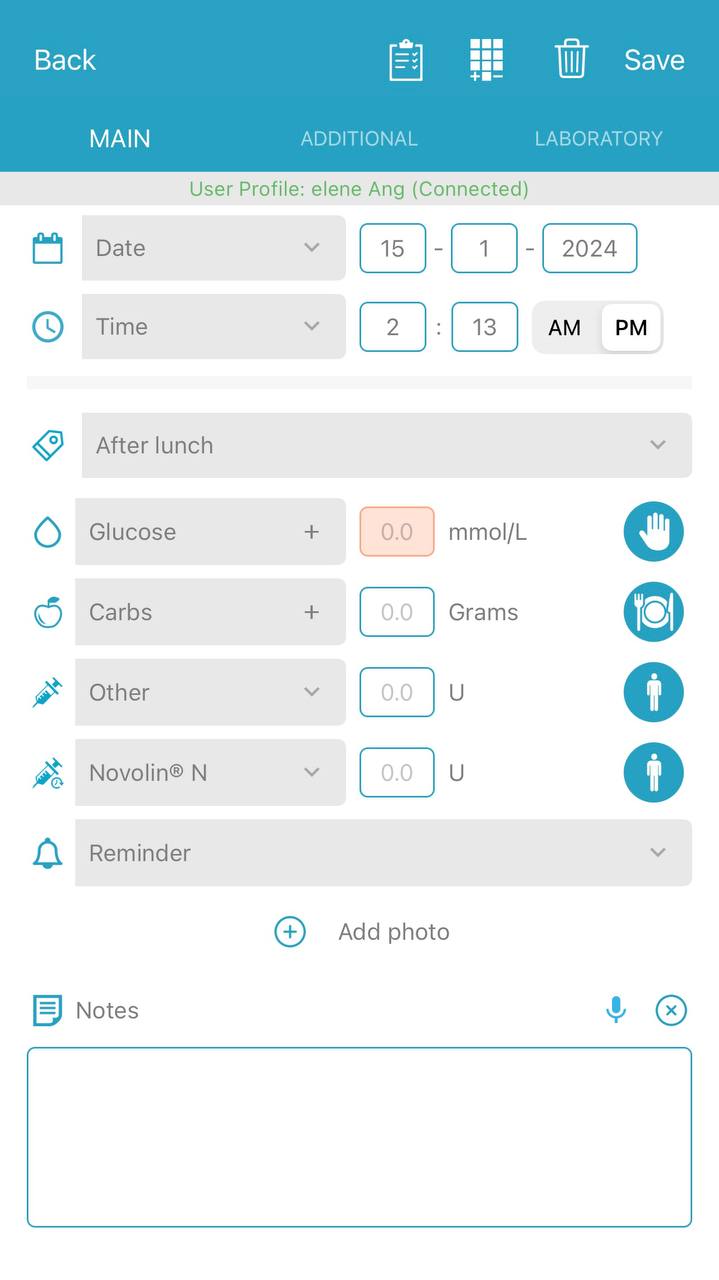 Back Save
MAIN ADDITIONAL LABORATORY
User Profile: elene Ang (Connected)
Date 15 - 1 - 2024
Time 2 : 13 AM PM
After lunch
Glucose + 0.0 mmol/L
Carbs + 0.0 Grams
Other 0.0 U
Novolin® N 0.0 U
Reminder
Add photo
Notes